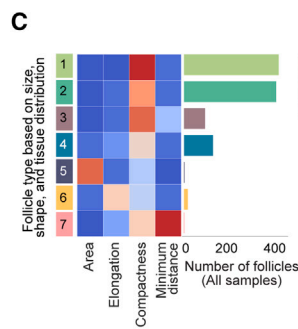 C
Follicle type based on size,
shape, and tissue distribution
1
2
3
4
5
6
7
Area
Elongation
Compactness
Minimum
distance
0 200 400
Number of follicles
(All samples)